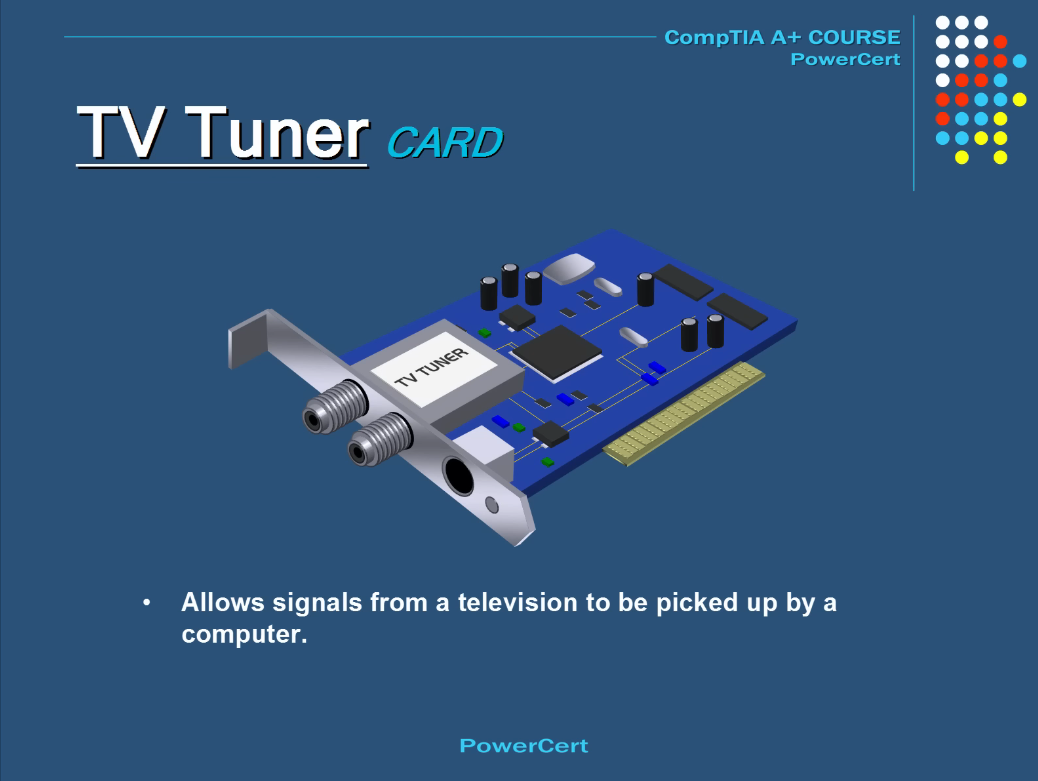 CompTIA A+ COURSE
PowerCert
TV Tuner CARD
TV TUNER
• Allows signals from a television to be picked up by a
computer.
PowerCert